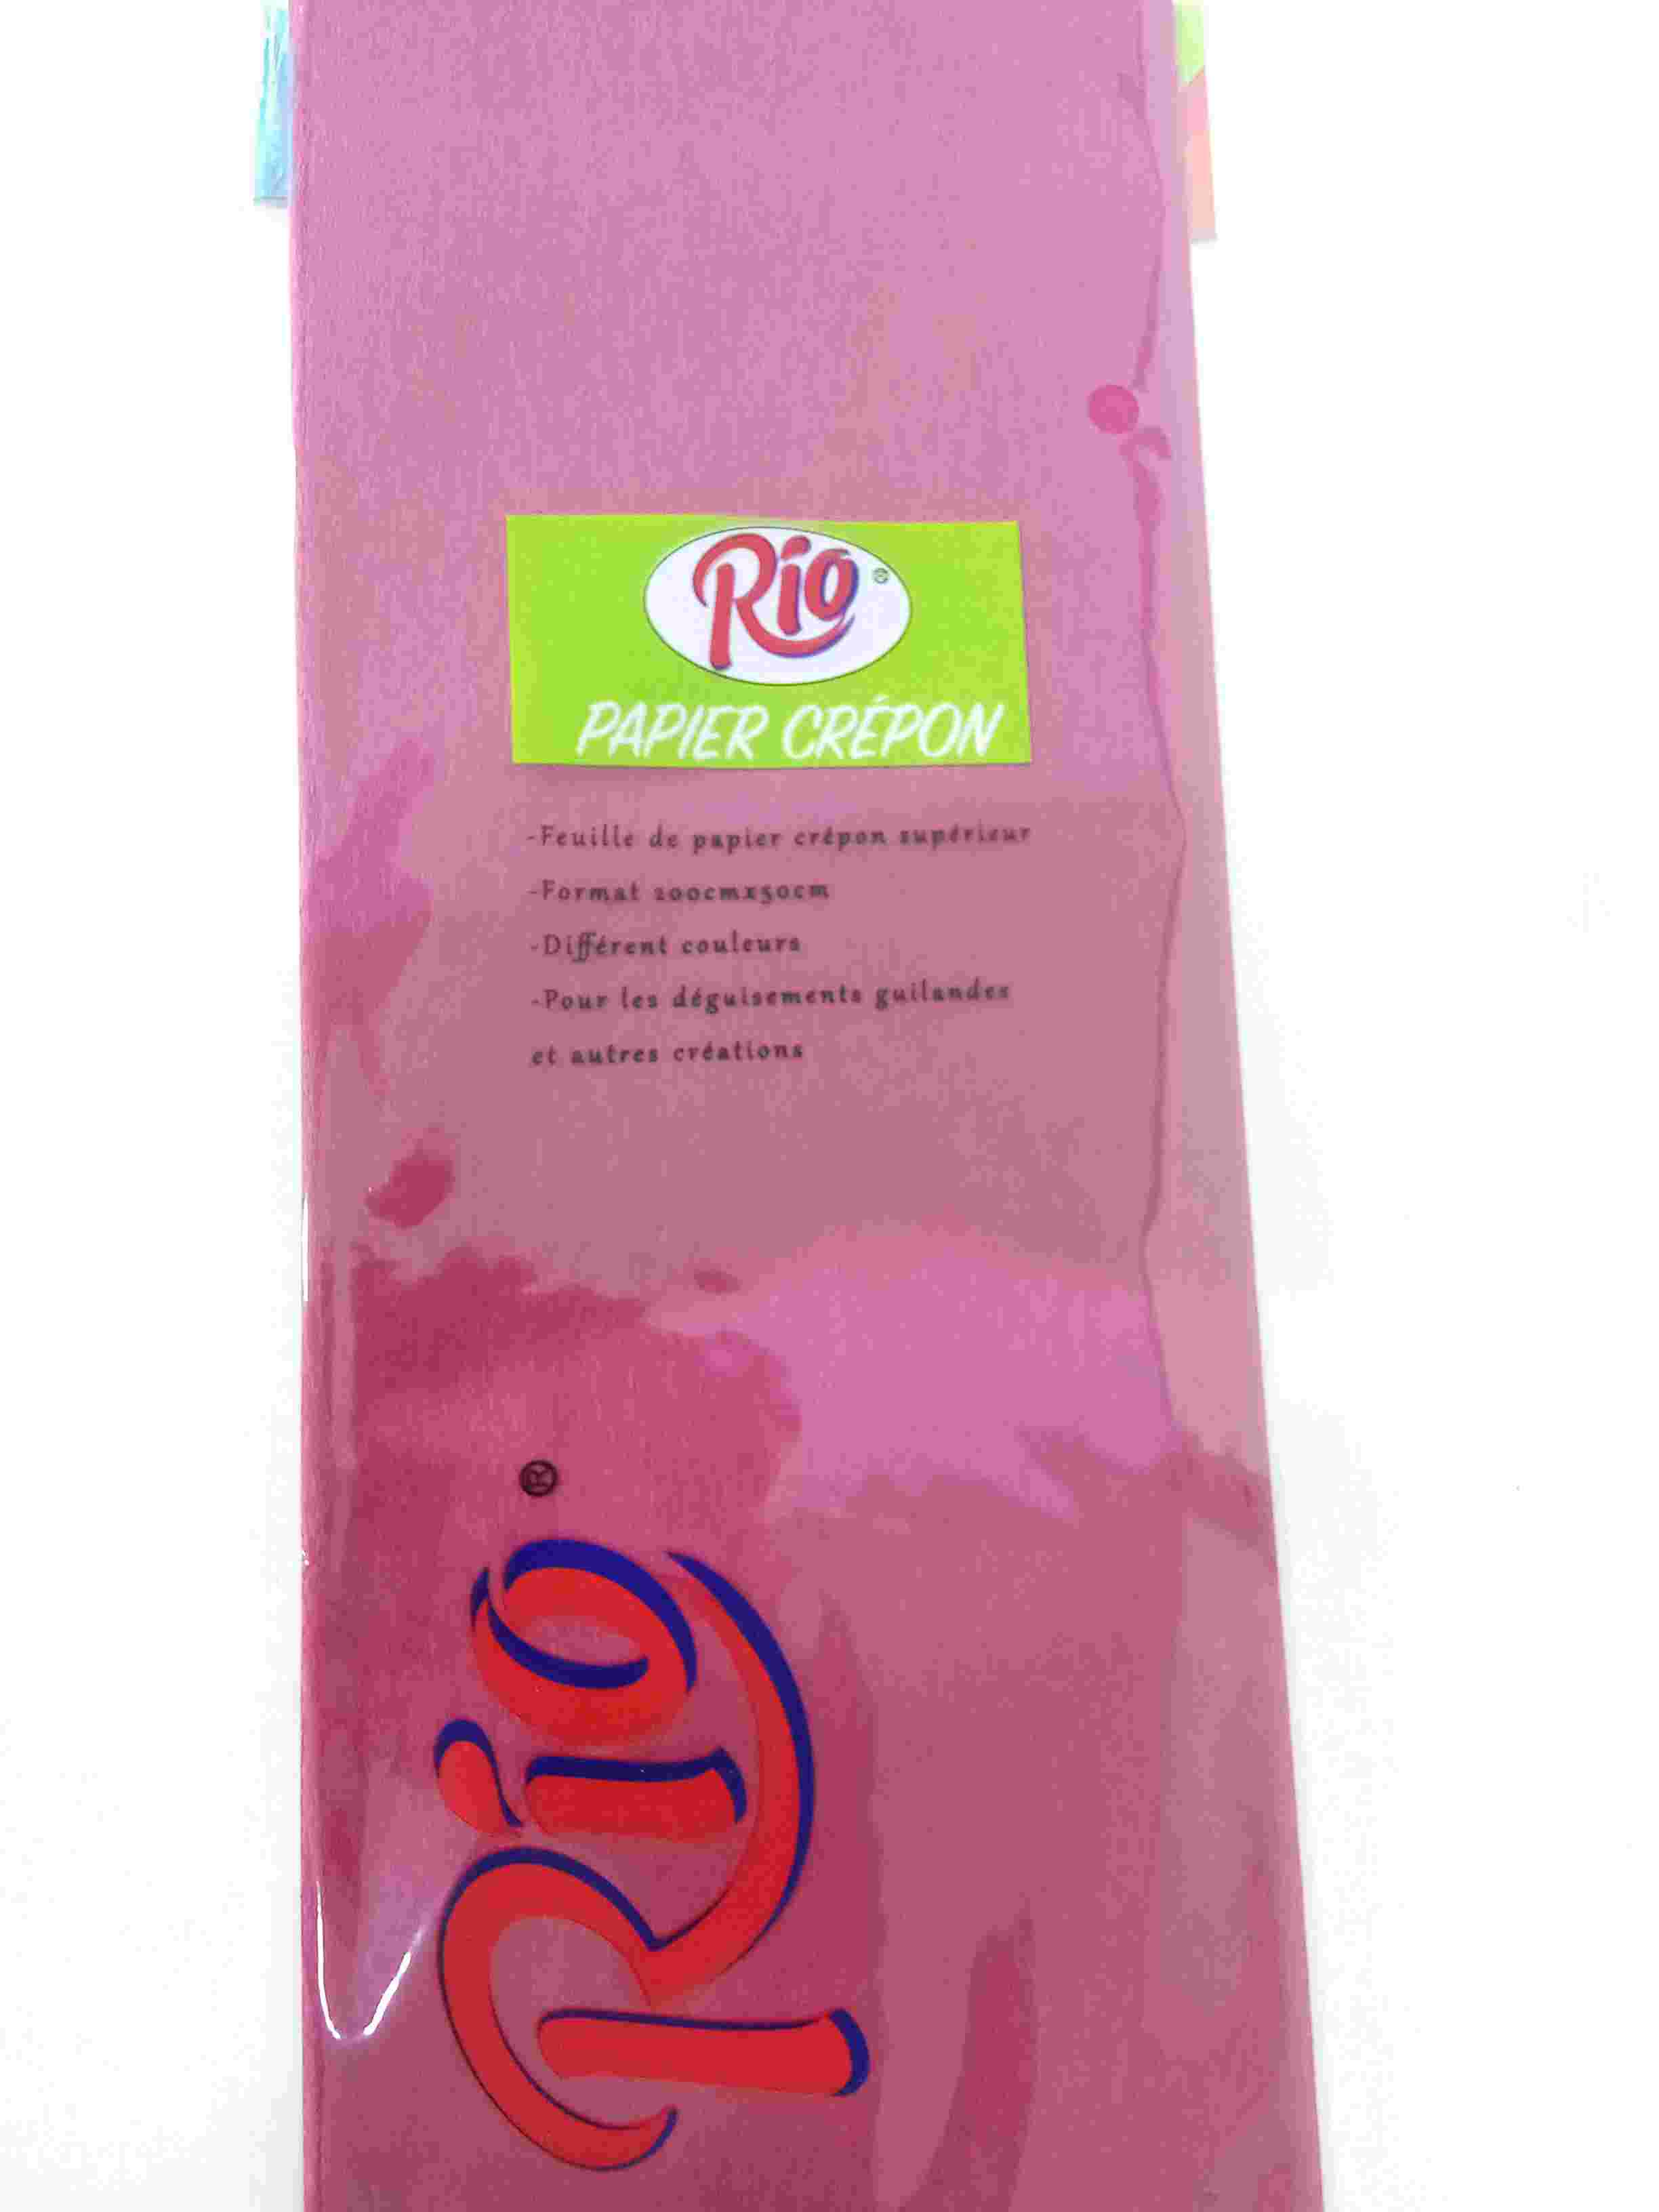 Rio ®
PAPIER CRÉPON
-Feuille de papier crépon supérieur
-Format 200cmx50cm
-Différent couleurs
-Pour les déguisements guilandes
et autres créations
Rio ®